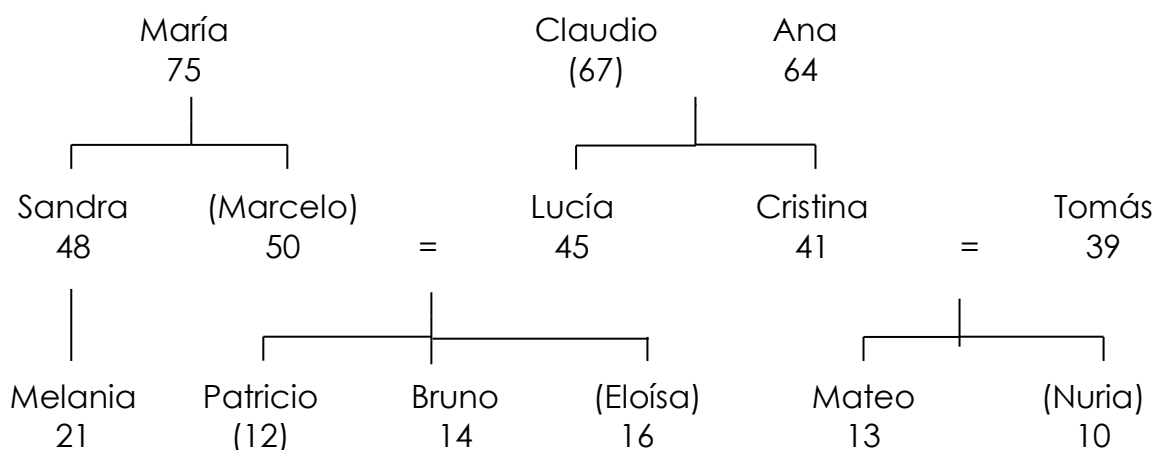 María Claudio Ana
75 (67) 64
Sandra (Marcelo) Lucía Cristina Tomás
48 50 = 45 41 = 39
Melania Patricio Bruno (Eloísa) Mateo (Nuria)
21 (12) 14 16 13 10